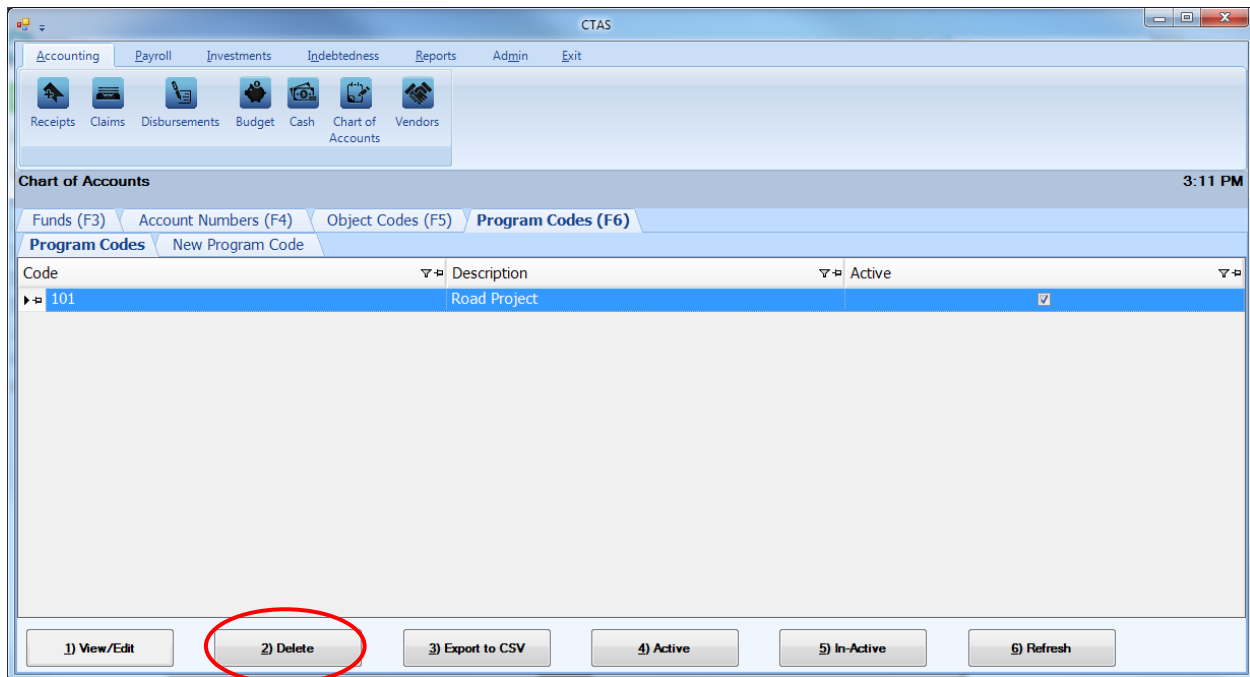 CTAS
Accounting Payroll Investments Indebtedness Reports Admin Exit
Receipts Claims Disbursements Budget Cash Chart of Accounts Vendors
Chart of Accounts 3:11 PM
Funds (F3) Account Numbers (F4) Object Codes (F5) Program Codes (F6)
Program Codes New Program Code
Code Description Active
101 Road Project
1) View/Edit 2) Delete 3) Export to CSV 4) Active 5) In-Active 6) Refresh